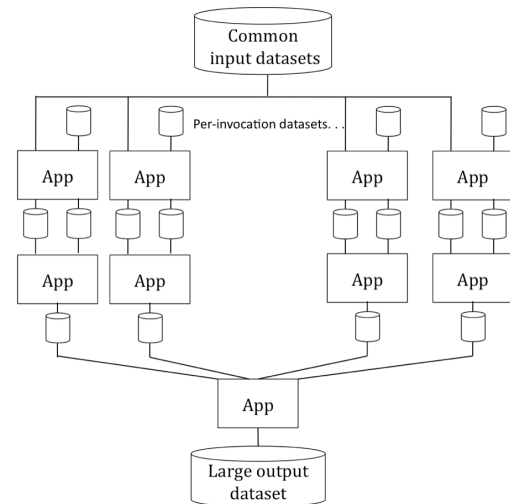 Common
input datasets
Per-invocation datasets. . .
App App App App
App App App App
App
Large output
dataset